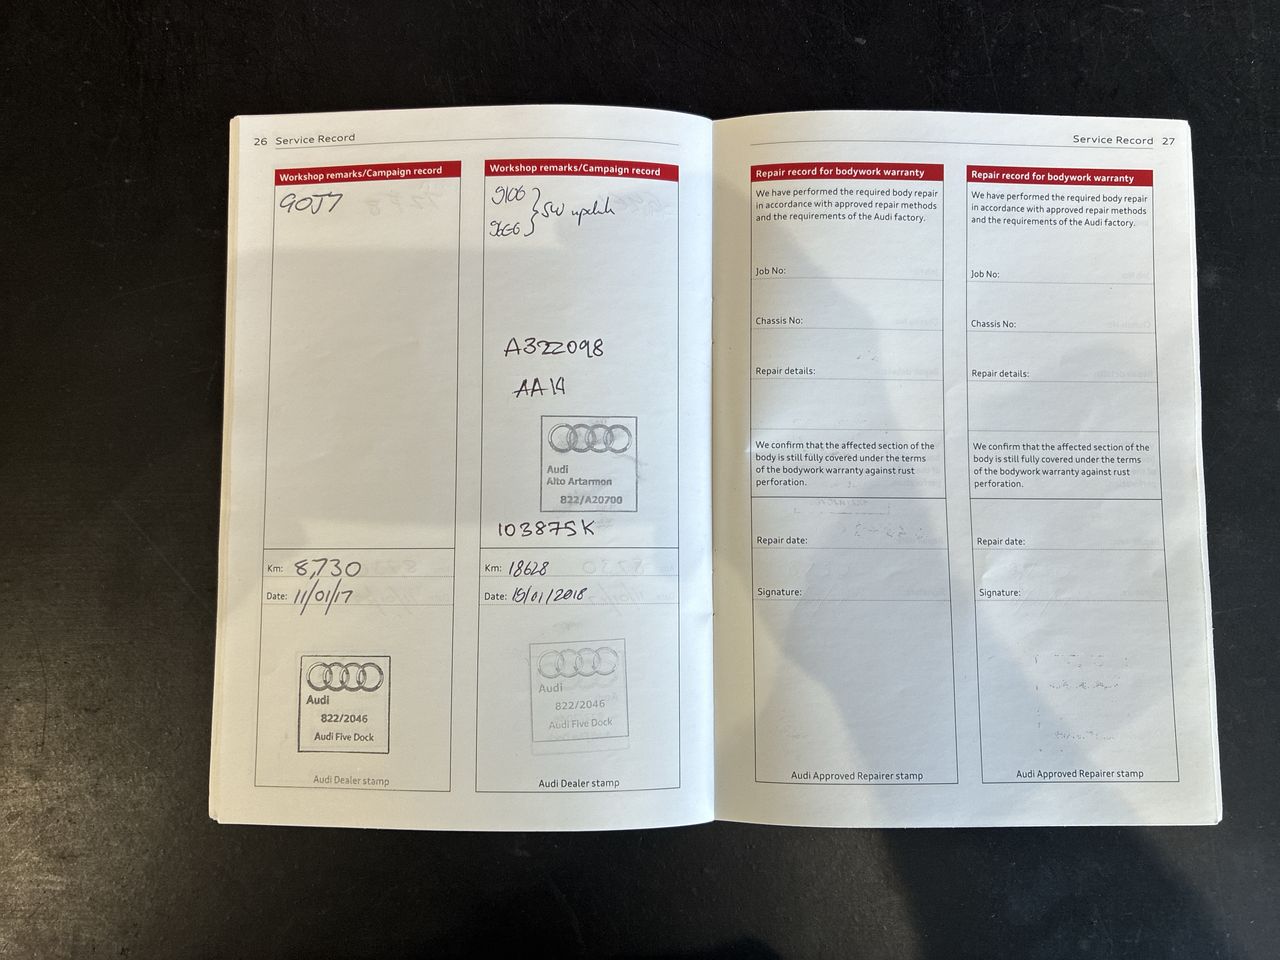 26 Service Record
Workshop remarks/Campaign record
90J7
Km: 8,730
Date: 11/01/17
Audi
822/2046
Audi Five Dock
Audi Dealer stamp
Workshop remarks/Campaign record
SW update
A322098
AA14
Audi
Alto Artarmon
822/A20700
103875K
Km: 18628
Date: 15/01/2018
Audi
822/2046
Audi Five Dock
Audi Dealer stamp
Service Record 27
Repair record for bodywork warranty
We have performed the required body repair
in accordance with approved repair methods
and the requirements of the Audi factory.
Job No:
Chassis No:
Repair details:
We confirm that the affected section of the
body is still fully covered under the terms
of the bodywork warranty against rust
perforation.
Repair date:
Signature:
Audi Approved Repairer stamp
Repair record for bodywork warranty
We have performed the required body repair
in accordance with approved repair methods
and the requirements of the Audi factory.
Job No:
Chassis No:
Repair details:
We confirm that the affected section of the
body is still fully covered under the terms
of the bodywork warranty against rust
perforation.
Repair date:
Signature:
Audi Approved Repairer stamp